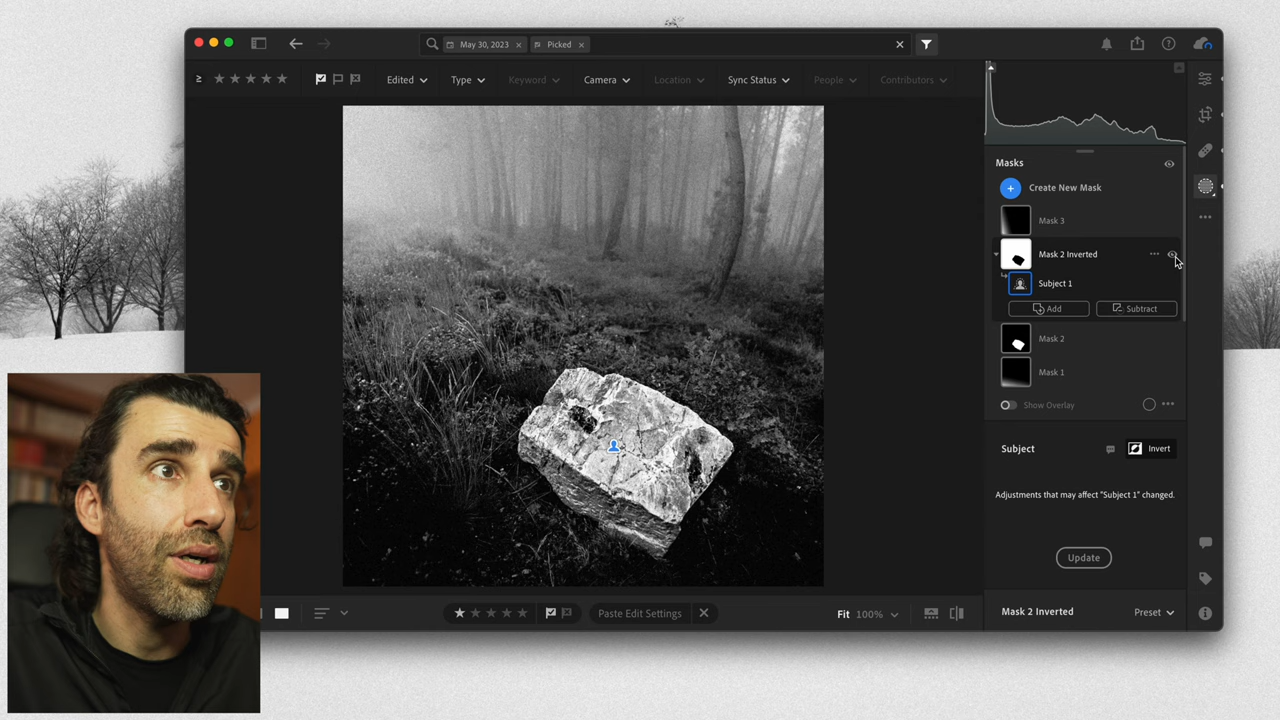 May 30, 2023 × Picked ×
≥ Edited Type Keyword Camera Location Sync Status People Contributors
Masks
Create New Mask
Mask 3
Mask 2 Inverted
Subject 1
Add Subtract
Mask 2
Mask 1
Show Overlay
Subject Invert
Adjustments that may affect "Subject 1" changed.
Update
Mask 2 Inverted Preset
Paste Edit Settings Fit 100%